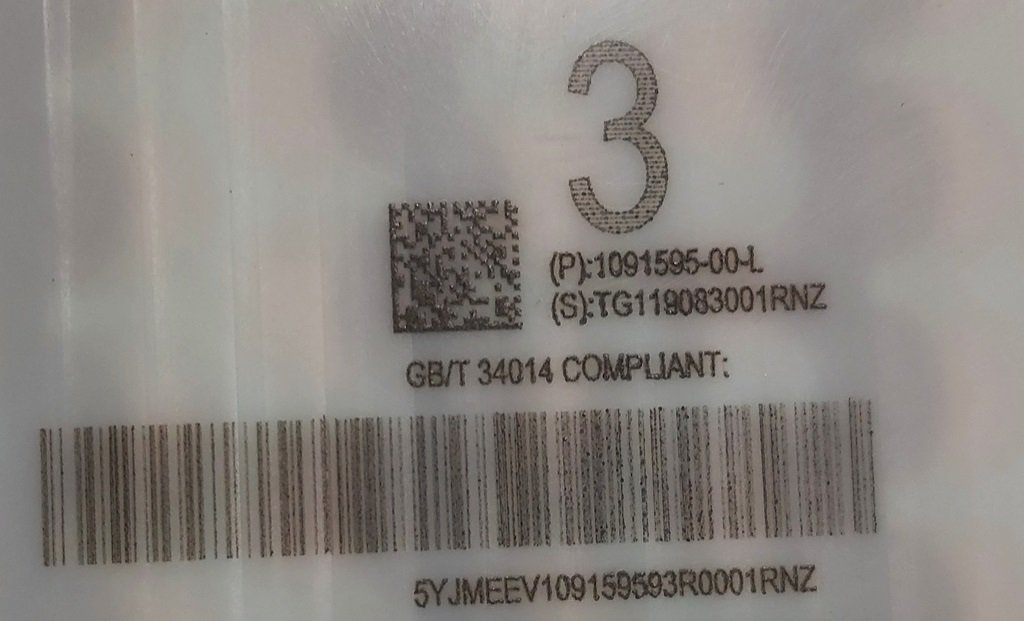 3
(P):1091595-00-L
(S):TG119083001RNZ
GB/T 34014 COMPLIANT:
5YJMEEV109159593R0001RNZ